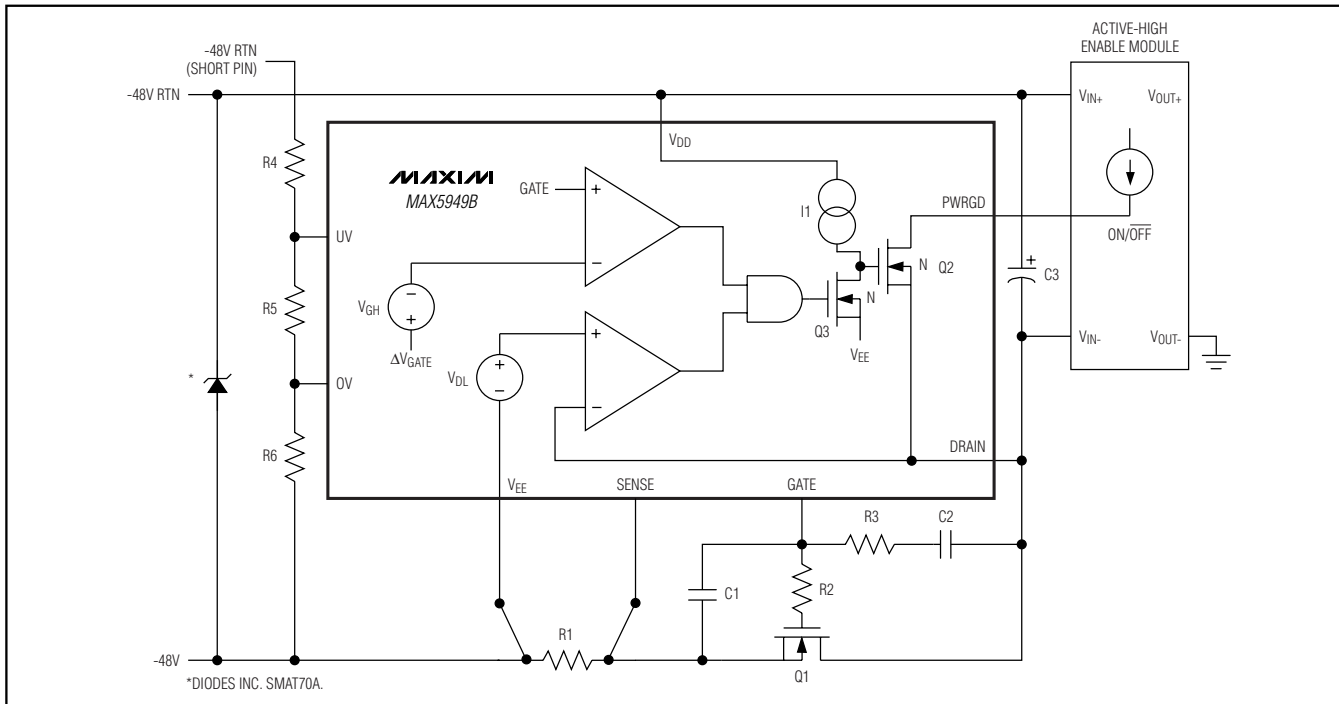 ACTIVE-HIGH
ENABLE MODULE
-48V RTN
(SHORT PIN)
-48V RTN
VIN+
VOUT+
VDD
R4
MAXIM
MAX5949B
GATE
+
−
I1
PWRGD
ON/OFF
UV
N
Q2
C3
+
R5
VGH
−
+
ΔVGATE
Q3
N
VEE
VIN-
VOUT-
*
OV
VDL
+
−
+
−
R6
DRAIN
VEE
SENSE
GATE
R3
C2
C1
R2
R1
-48V
Q1
*DIODES INC. SMAT70A.